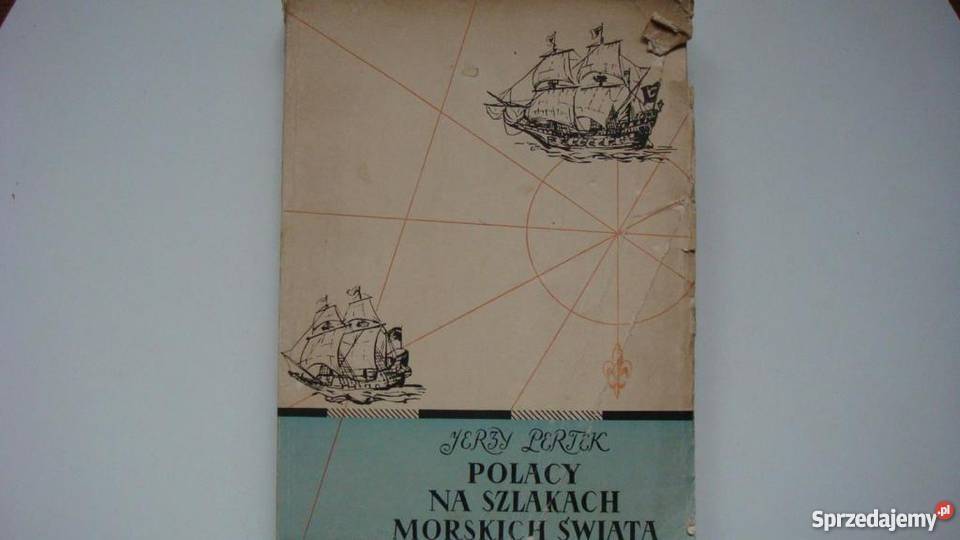 JERZY PERTEK
POLACY
NA SZLAKACH
MORSKICH ŚWIATA
Sprzedajemy.pl